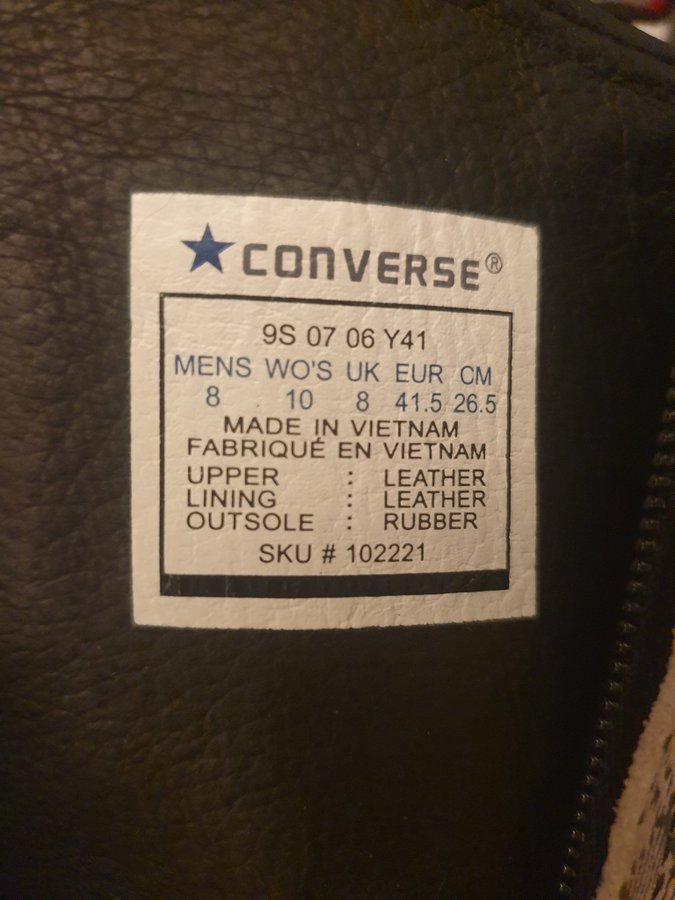 CONVERSE®
9S 07 06 Y41
MENS WO'S UK EUR CM
8 10 8 41.5 26.5
MADE IN VIETNAM
FABRIQUÉ EN VIETNAM
UPPER : LEATHER
LINING : LEATHER
OUTSOLE : RUBBER
SKU # 102221